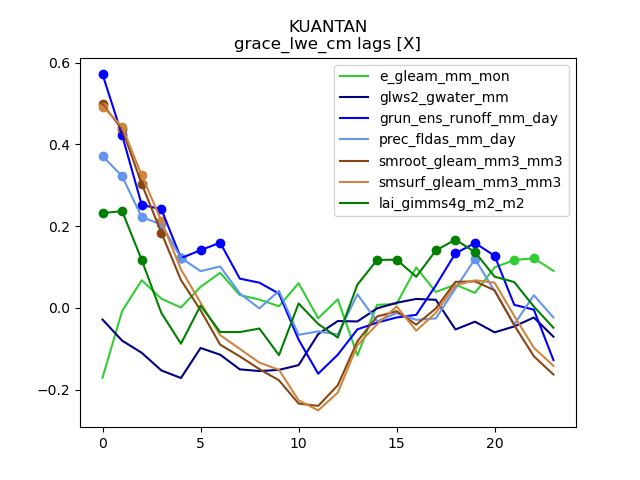 KUANTAN
grace_lwe_cm lags [X]
e_gleam_mm_mon
glws2_gwater_mm
grun_ens_runoff_mm_day
prec_fldas_mm_day
smroot_gleam_mm3_mm3
smsurf_gleam_mm3_mm3
lai_gimms4g_m2_m2
0.6
0.4
0.2
0.0
−0.2
0 5 10 15 20